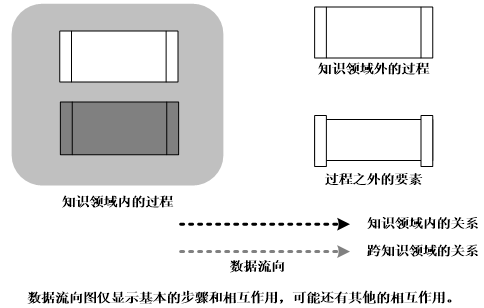 知识领域外的过程
过程之外的要素
知识领域内的过程
知识领域内的关系
跨知识领域的关系
数据流向
数据流向图仅显示基本的步骤和相互作用，可能还有其他的相互作用。